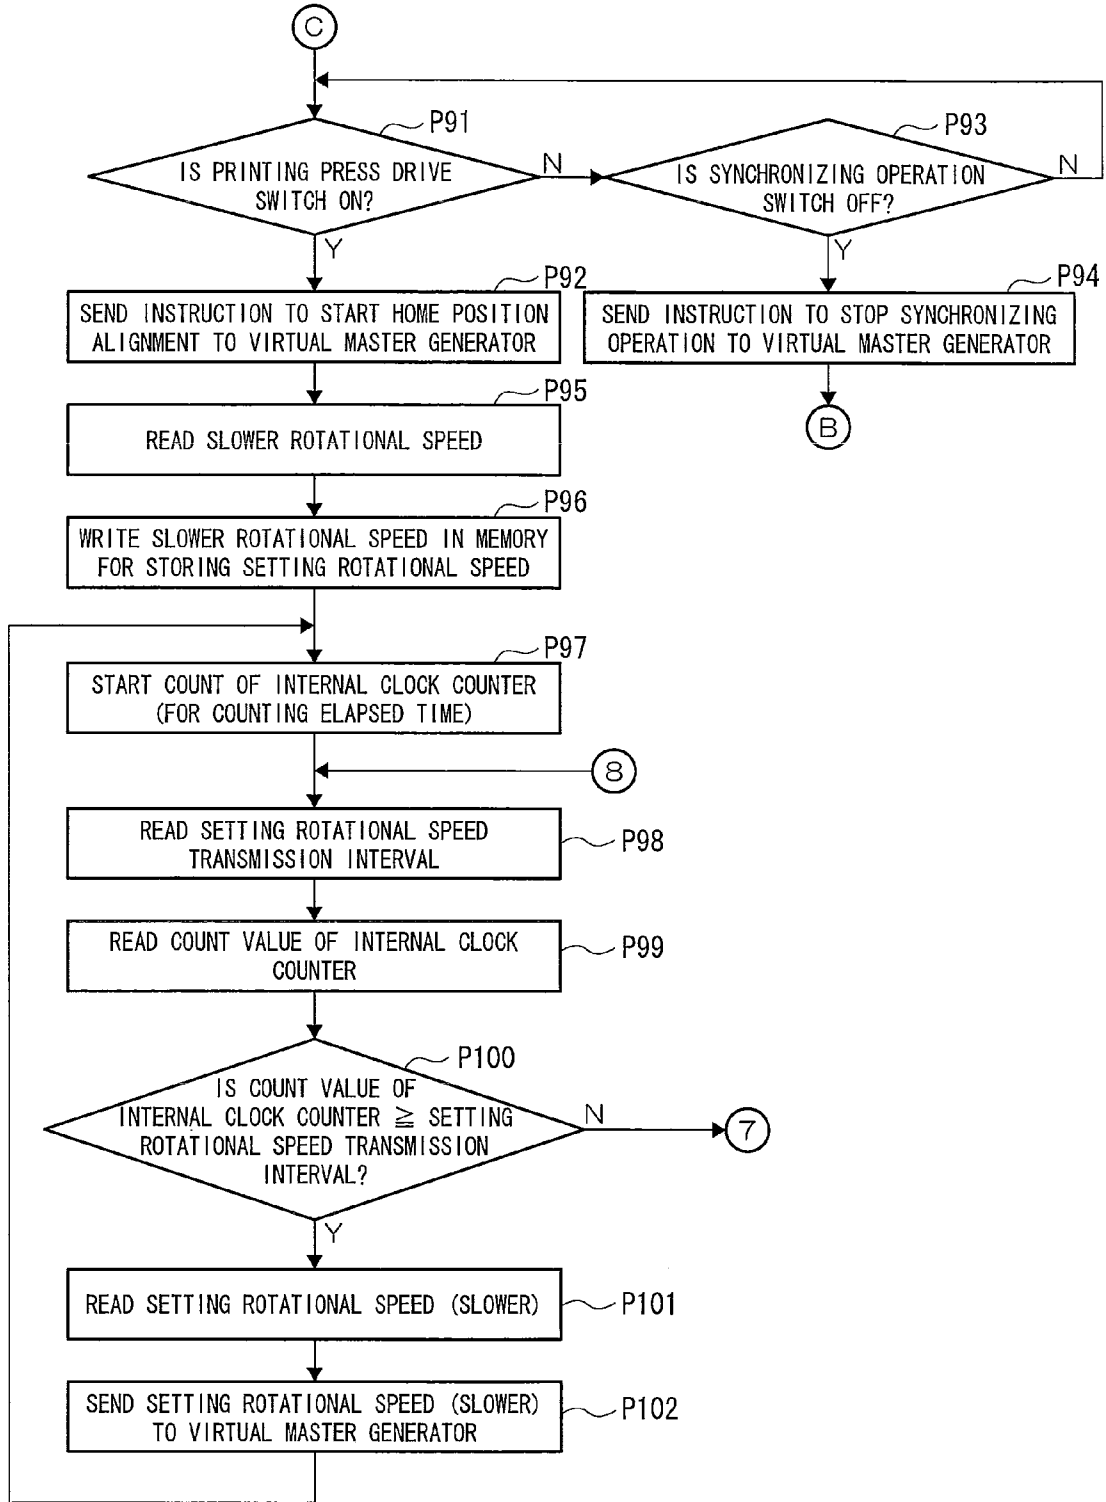 C
P91
IS PRINTING PRESS DRIVE
SWITCH ON?
N
Y
P93
IS SYNCHRONIZING OPERATION
SWITCH OFF?
N
Y
P92
SEND INSTRUCTION TO START HOME POSITION
ALIGNMENT TO VIRTUAL MASTER GENERATOR
P94
SEND INSTRUCTION TO STOP SYNCHRONIZING
OPERATION TO VIRTUAL MASTER GENERATOR
B
P95
READ SLOWER ROTATIONAL SPEED
P96
WRITE SLOWER ROTATIONAL SPEED IN MEMORY
FOR STORING SETTING ROTATIONAL SPEED
P97
START COUNT OF INTERNAL CLOCK COUNTER
(FOR COUNTING ELAPSED TIME)
8
READ SETTING ROTATIONAL SPEED
TRANSMISSION INTERVAL
P98
READ COUNT VALUE OF INTERNAL CLOCK
COUNTER
P99
P100
IS COUNT VALUE OF
INTERNAL CLOCK COUNTER ≧ SETTING
ROTATIONAL SPEED TRANSMISSION
INTERVAL?
N
7
Y
READ SETTING ROTATIONAL SPEED (SLOWER)
P101
SEND SETTING ROTATIONAL SPEED (SLOWER)
TO VIRTUAL MASTER GENERATOR
P102